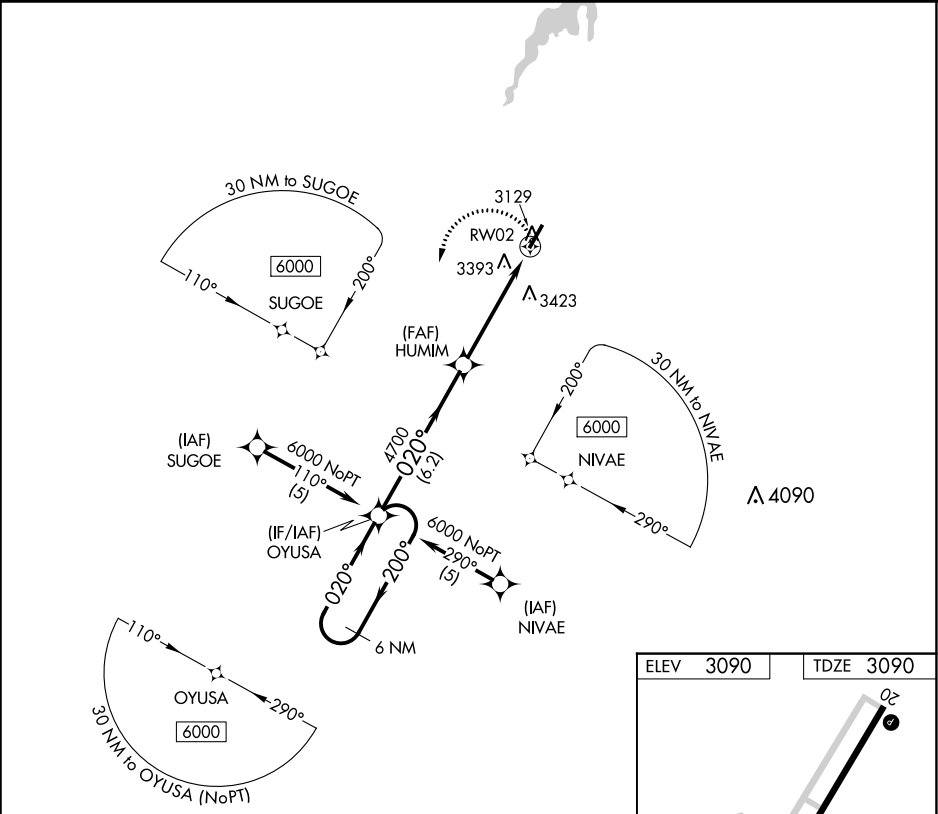 30 NM to SUGOE
6000
110°
200°
SUGOE
3129
RW02
3393
3423
(FAF)
HUMIM
200°
30 NM to NIVAE
6000
NIVAE
290°
4090
(IAF)
SUGOE
6000 NoPT
110°
(5)
4700
020°
(6.2)
(IF/IAF)
OYUSA
6000 NoPT
290°
(5)
020°
200°
(IAF)
NIVAE
6 NM
110°
OYUSA
290°
6000
30 NM to OYUSA (NoPT)
ELEV 3090
TDZE 3090
20
P